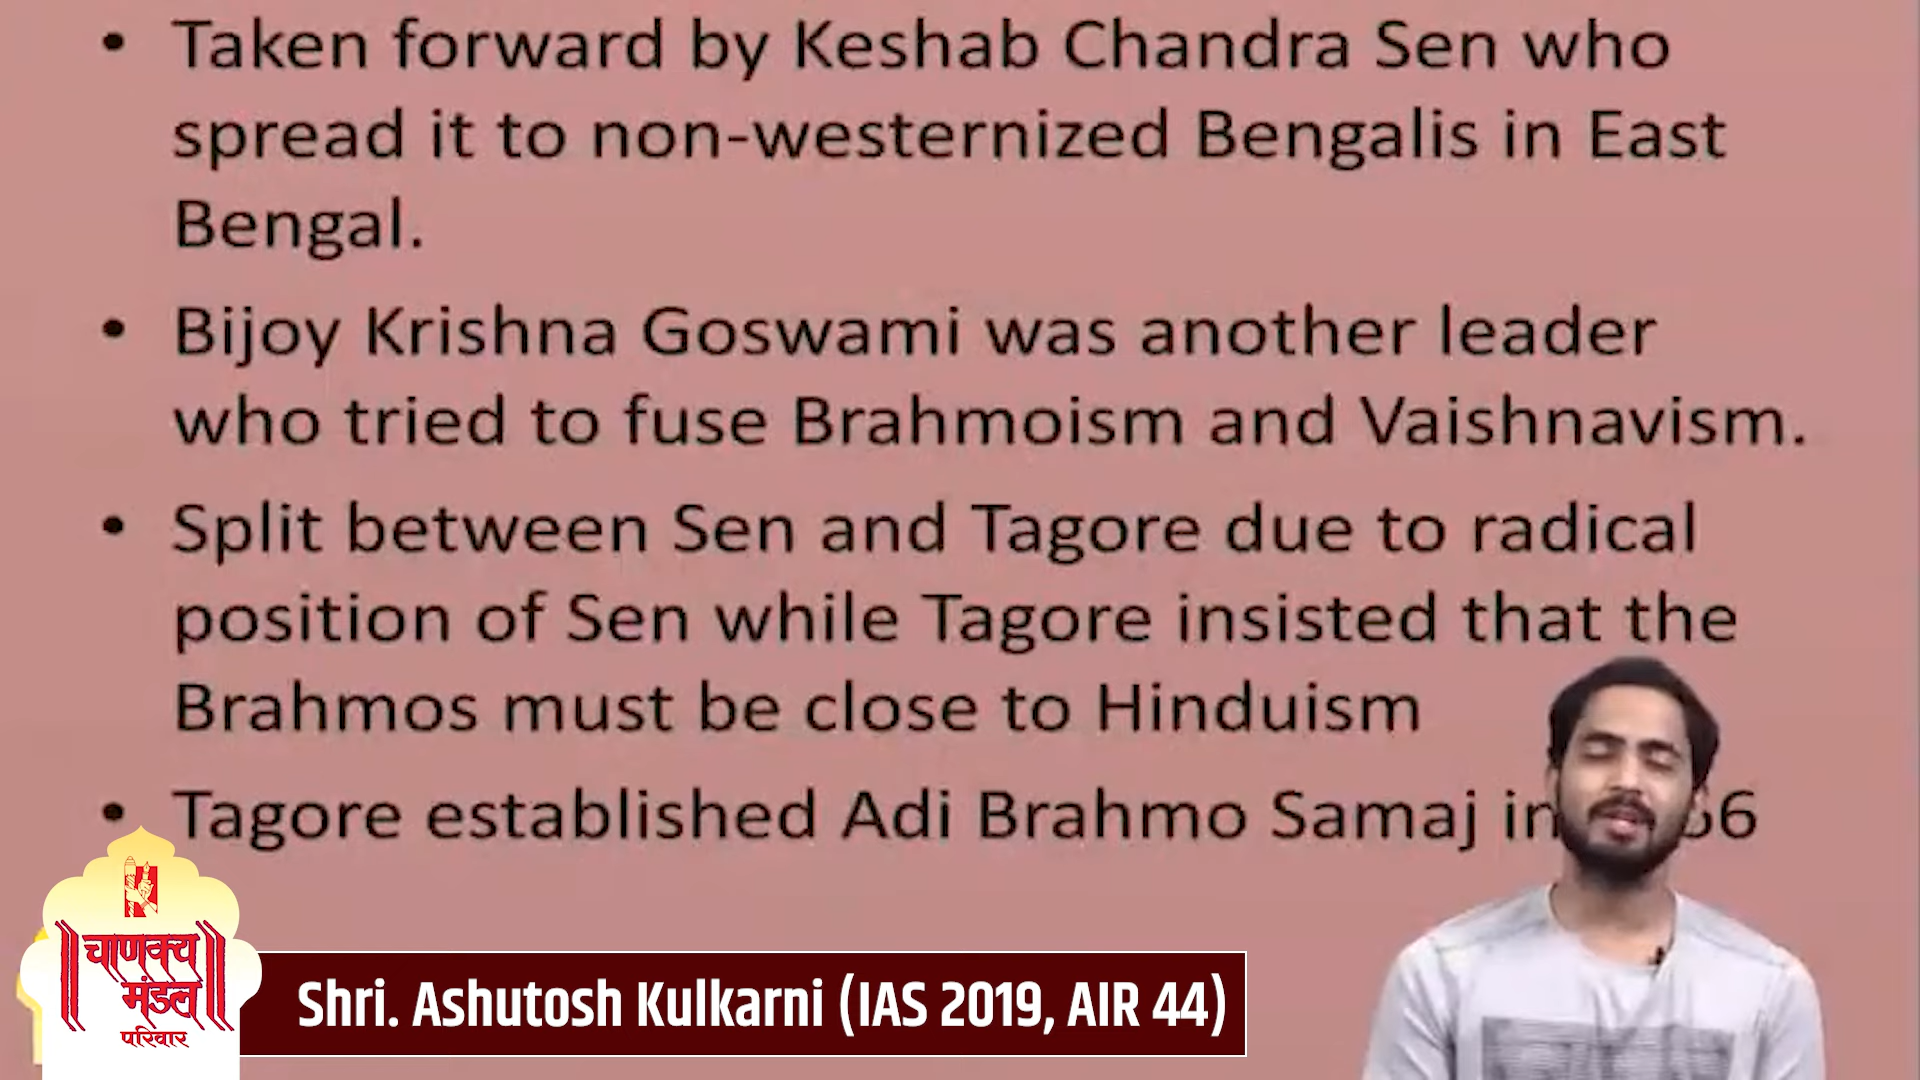 • Taken forward by Keshab Chandra Sen who
spread it to non-westernized Bengalis in East
Bengal.
• Bijoy Krishna Goswami was another leader
who tried to fuse Brahmoism and Vaishnavism.
• Split between Sen and Tagore due to radical
position of Sen while Tagore insisted that the
Brahmos must be close to Hinduism
• Tagore established Adi Brahmo Samaj in
चाणक्य
मंडल
परिवार
Shri. Ashutosh Kulkarni (IAS 2019, AIR 44)